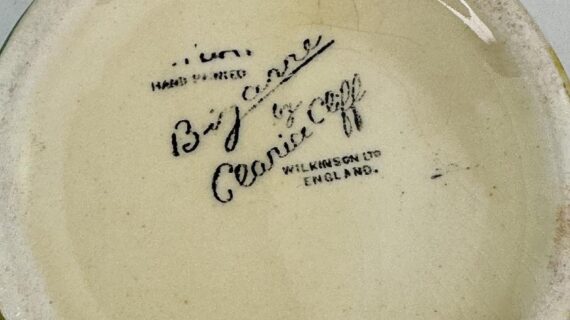 HAND PAINTED
Bizarre
by
Clarice Cliff
WILKINSON LTD
ENGLAND.